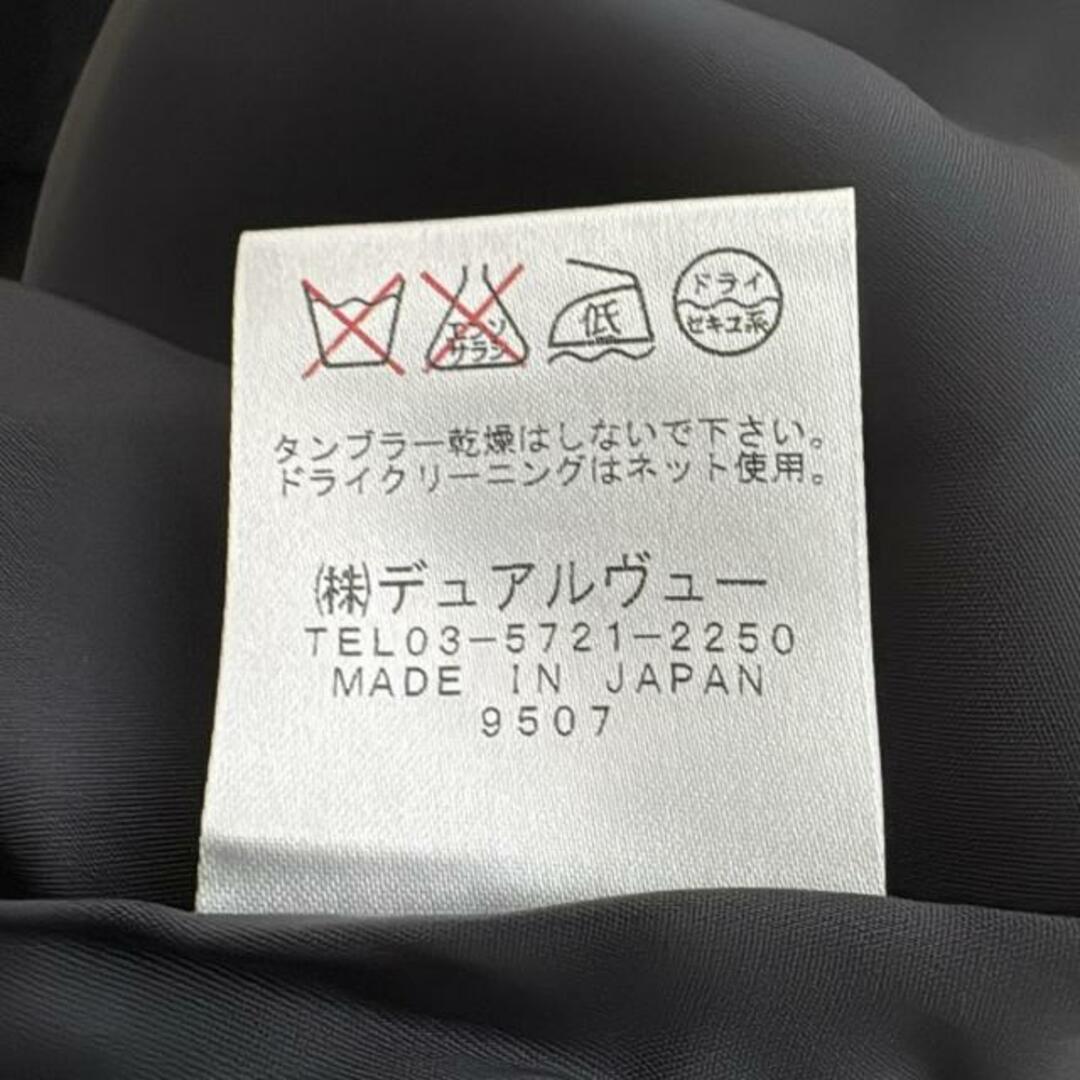 エンソ
サラシ
低
ドライ
セキユ系
タンブラー乾燥はしないで下さい。
ドライクリーニングはネット使用。
㈱デュアルヴュー
TEL03-5721-2250
MADE IN JAPAN
9507